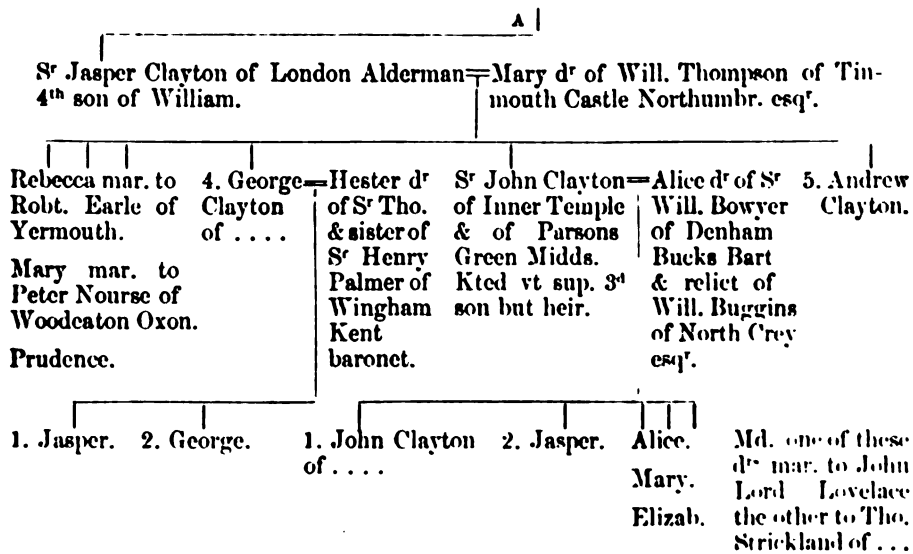 A
Sʳ Jasper Clayton of London Alderman=Mary dʳ of Will. Thompson of Tin-
4ᵗʰ son of William.
mouth Castle Northumbr. esqʳ.
Rebecca mar. to
Robt. Earle of
Yermouth.
Mary mar. to
Peter Nourse of
Woodeaton Oxon.
Prudence.
4. George=
Clayton
of . . . .
Hester dʳ
of Sʳ Tho.
& sister of
Sʳ Henry
Palmer of
Wingham
Kent
baronet.
Sʳ John Clayton=
of Inner Temple
& of Parsons
Green Midds.
Kted vt sup. 3ᵈ
son but heir.
Alice dʳ of Sʳ
Will. Bowyer
of Denham
Bucks Bart
& relict of
Will. Buggins
of North Crey
esqʳ.
5. Andrew
Clayton.
1. Jasper.
2. George.
1. John Clayton
of . . . .
2. Jasper.
Alice.
Mary.
Elizab.
Md. one of these
dʳˢ mar. to John
Lord Lovelace
the other to Tho.
Strickland of . . .